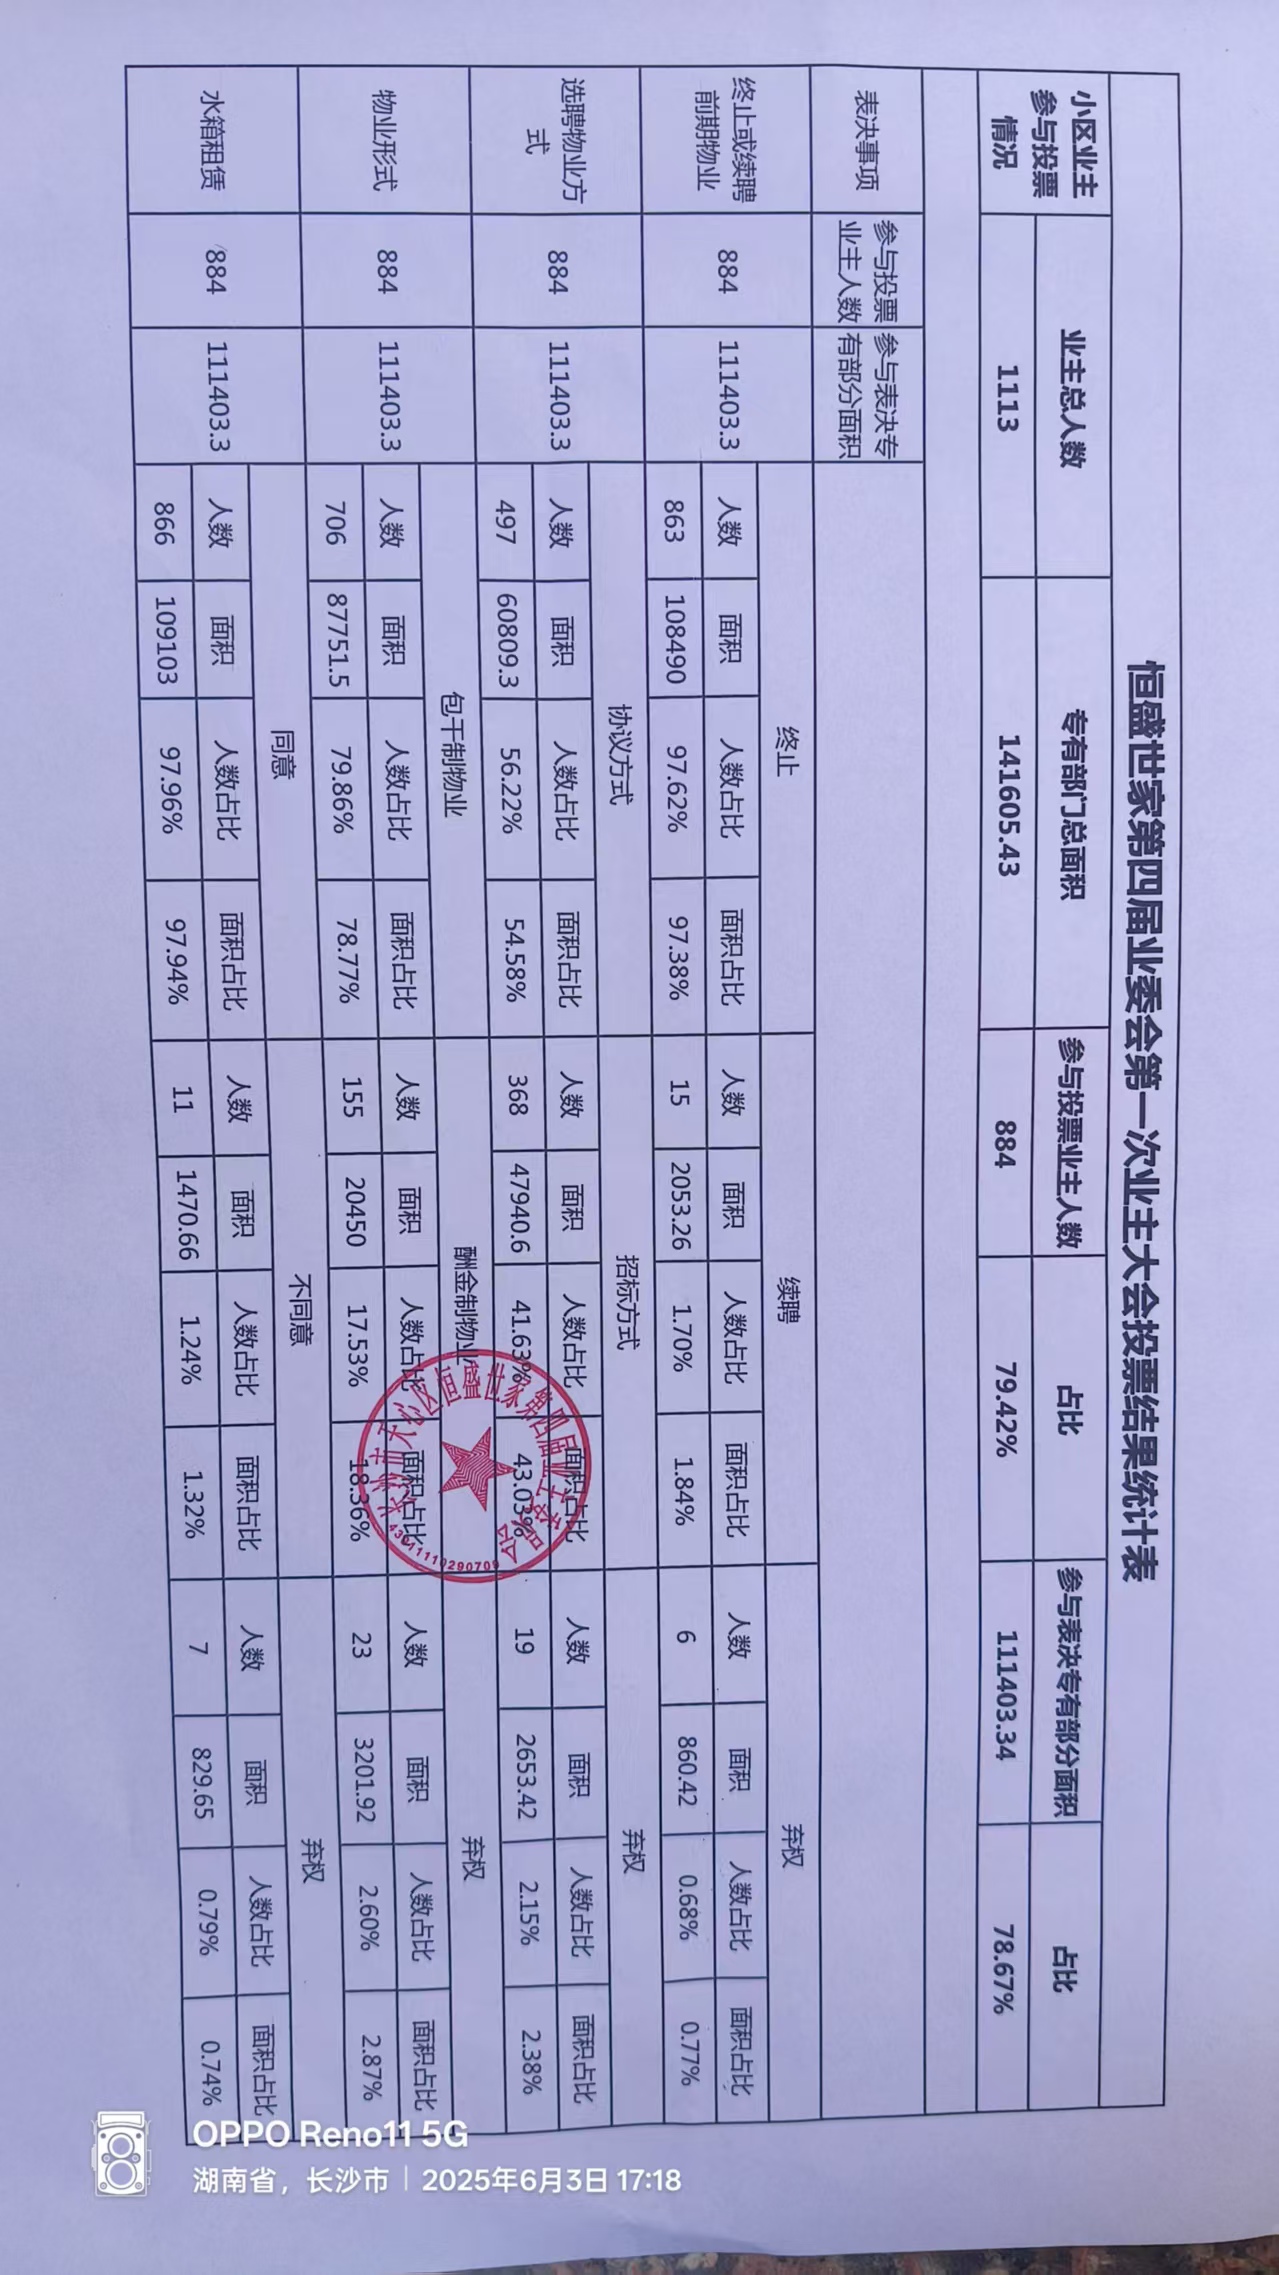 恒盛世家第四届业委会第一次业主大会投票结果统计表
小区业主参与投票情况 业主总人数 专有部门总面积 参与投票业主人数 占比 参与表决专有部分面积 占比
1113 141605.43 884 79.42% 111403.34 78.67%
表决事项 参与投票业主人数 参与表决专有部分面积
终止或续聘前期物业 884 111403.3
终止 续聘 弃权
人数 面积 人数占比 面积占比 人数 面积 人数占比 面积占比 人数 面积 人数占比 面积占比
863 108490 97.62% 97.38% 15 2053.26 1.70% 1.84% 6 860.42 0.68% 0.77%
选聘物业方式 884 111403.3
协议方式 招标方式 弃权
人数 面积 人数占比 面积占比 人数 面积 人数占比 面积占比 人数 面积 人数占比 面积占比
497 60809.3 56.22% 54.58% 368 47940.6 41.63% 43.03% 19 2653.42 2.15% 2.38%
物业形式 884 111403.3
包干制物业 酬金制物业 弃权
人数 面积 人数占比 面积占比 人数 面积 人数占比 面积占比 人数 面积 人数占比 面积占比
706 87751.5 79.86% 78.77% 155 20450 17.53% 18.36% 23 3201.92 2.60% 2.87%
水箱租赁 884 111403.3
同意 不同意 弃权
人数 面积 人数占比 面积占比 人数 面积 人数占比 面积占比 人数 面积 人数占比 面积占比
866 109103 97.96% 97.94% 11 1470.66 1.24% 1.32% 7 829.65 0.79% 0.74%
恒盛世家第四届业主委员会
OPPO Reno11 5G
湖南省，长沙市 | 2025年6月3日 17:18